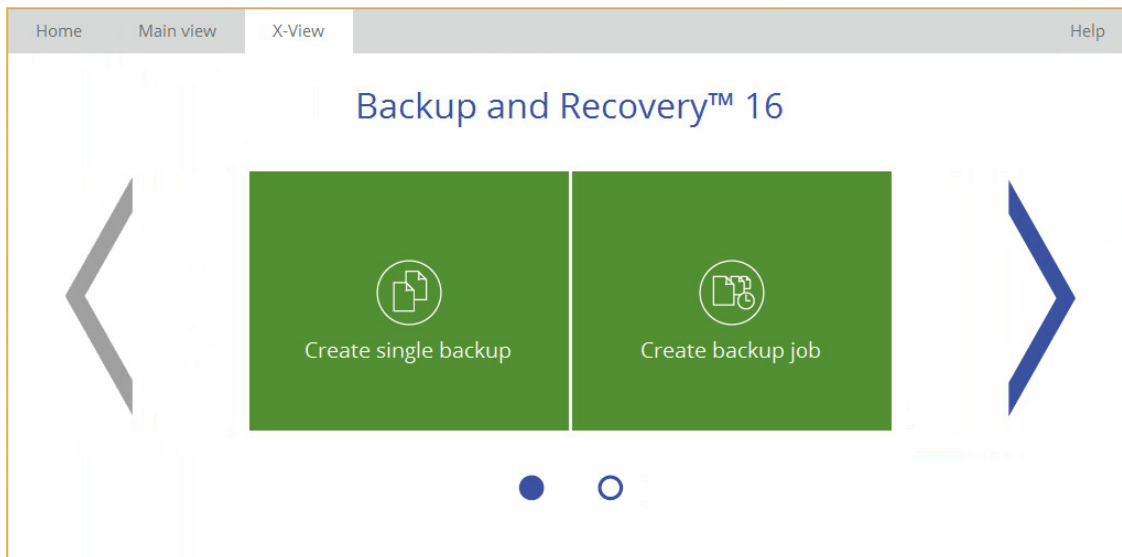 Home Main view X-View Help
Backup and Recovery™ 16
Create single backup Create backup job